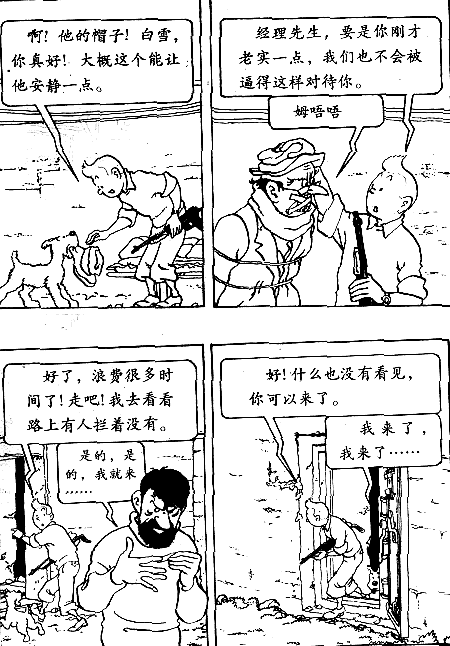 啊！他的帽子！白雪，
你真好！大概这个能让
他安静一点。
经理先生，要是你刚才
老实一点，我们也不会被
逼得这样对待你。
姆唔唔
好了，浪费很多时
间了！走吧！我去看看
路上有人拦着没有。
是的，是
的，我就来
……
好！什么也没有看见，
你可以来了。
我来了，
我来了……